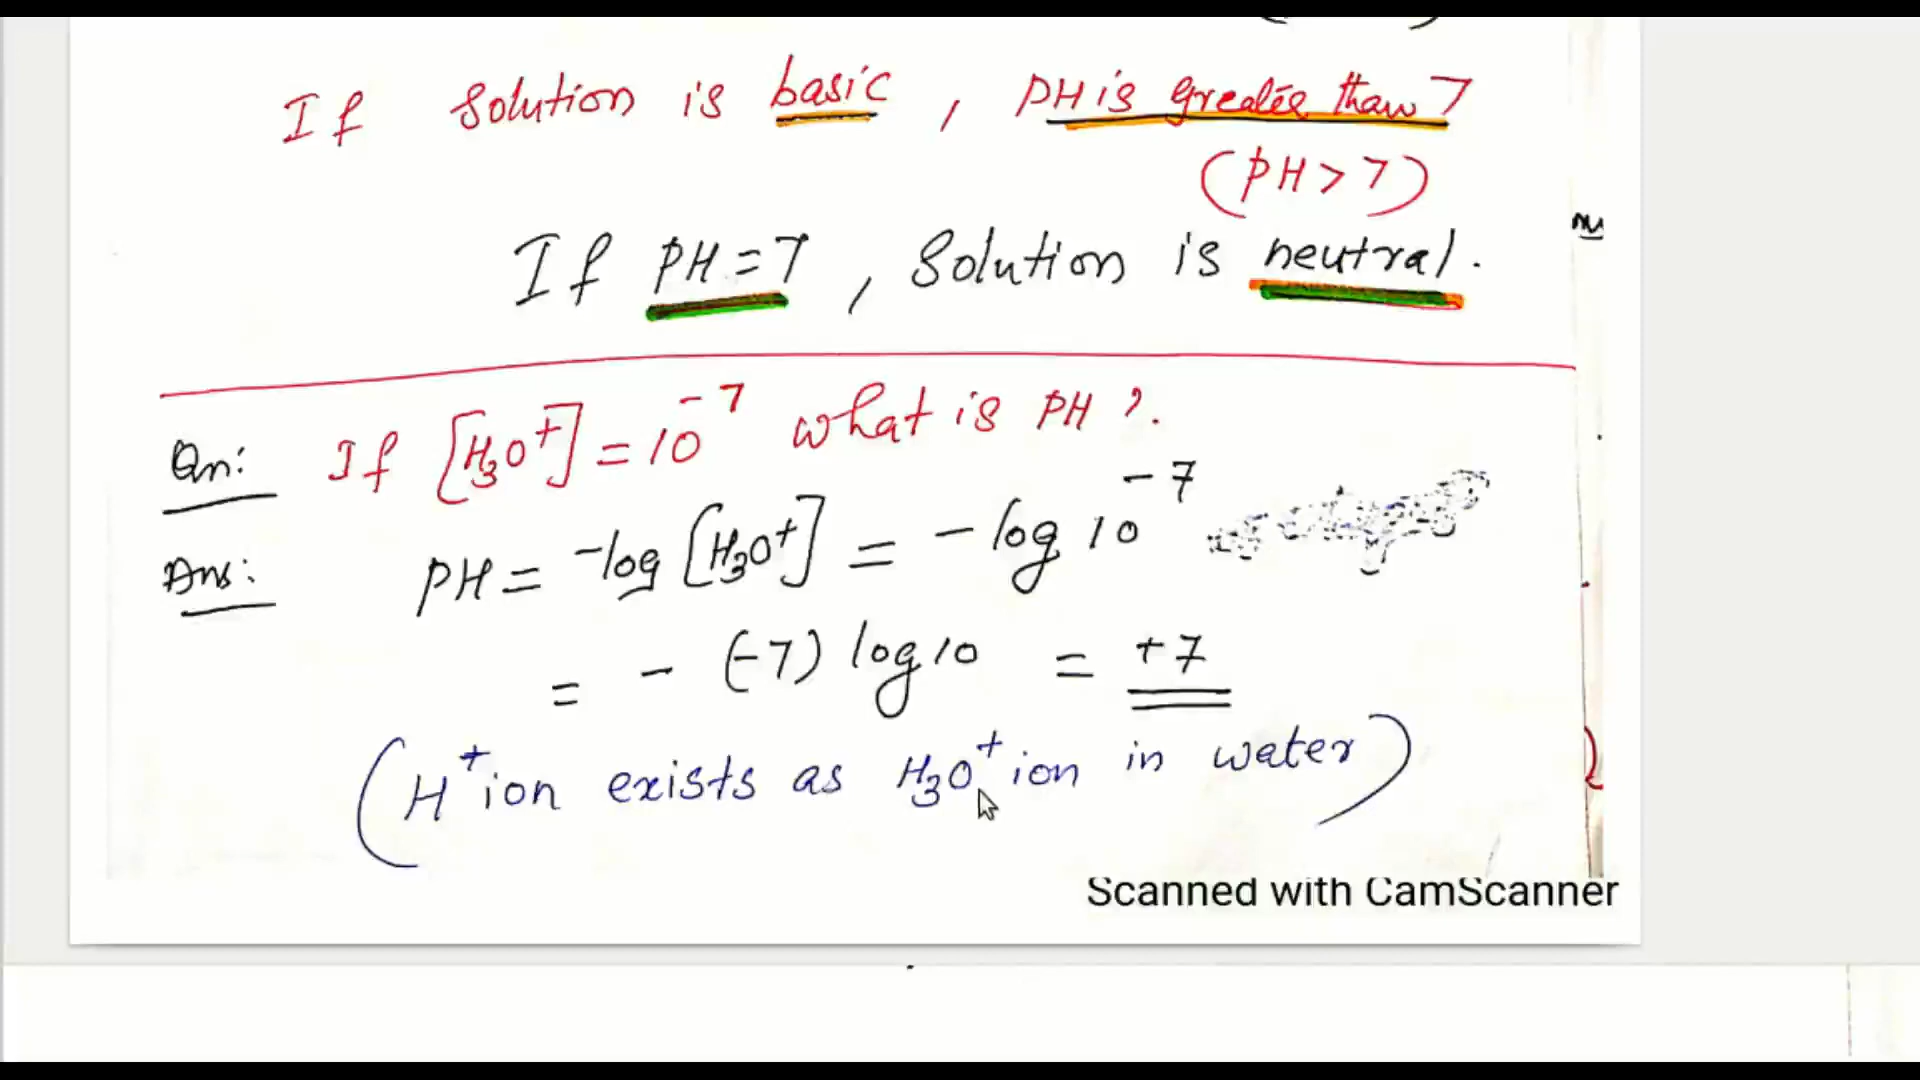 If solution is basic, PH is greater than 7
(PH > 7)
If PH = 7, Solution is neutral.
Qn: If [H₃O⁺] = 10⁻⁷ what is PH ?.
Ans: PH = -log [H₃O⁺] = - log 10⁻⁷
= - (-7) log 10 = +7
(H⁺ ion exists as H₃O⁺ ion in water)
Scanned with CamScanner